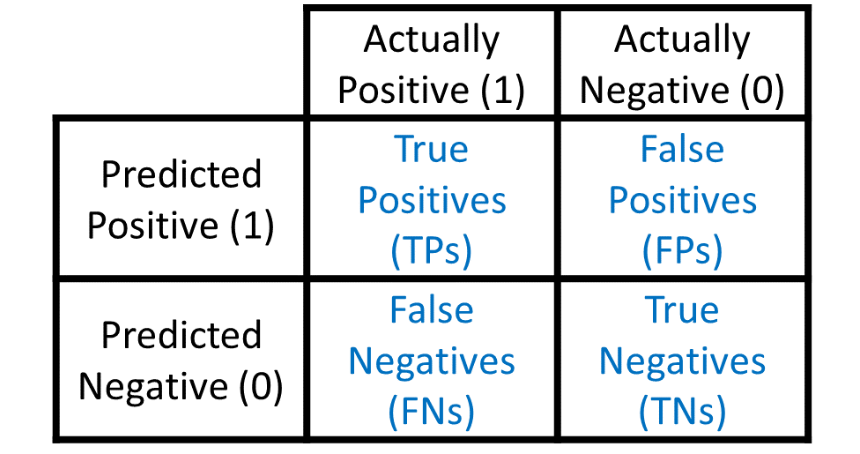 Actually
Positive (1)
Actually
Negative (0)
Predicted
Positive (1)
True
Positives
(TPs)
False
Positives
(FPs)
Predicted
Negative (0)
False
Negatives
(FNs)
True
Negatives
(TNs)